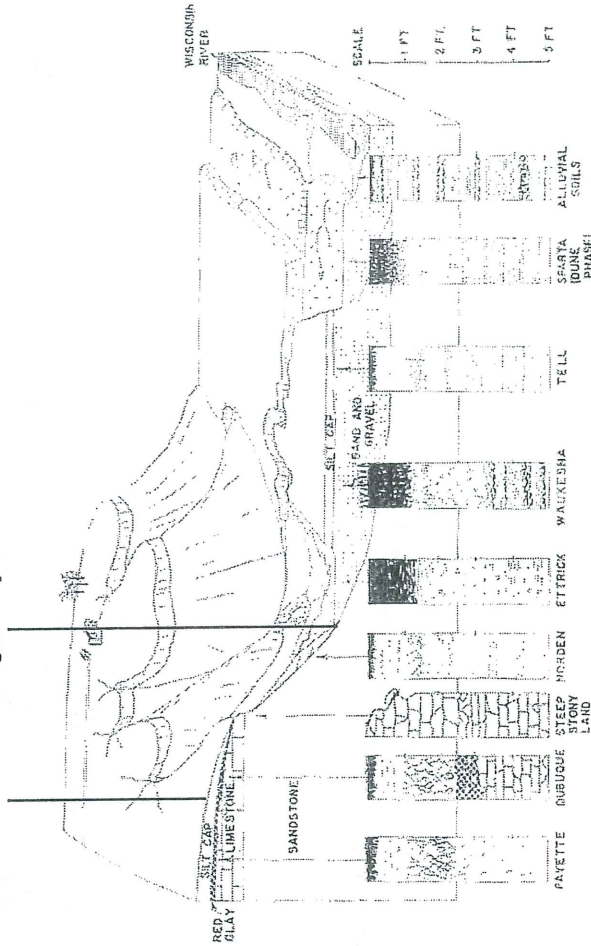 WISCONSIN
RIVER
SILT CAP
RED
CLAY
LIMESTONE
SANDSTONE
SILT CAP
SAND AND
GRAVEL
SCALE
1 FT
2 FT.
3 FT
4 FT
5 FT
FAYETTE
DUBUQUE
STEEP
STONY
LAND
NORDEN
ETTRICK
WAUKESHA
TELL
SPARTA
(DUNE
PHASE)
ALLUVIAL
SOILS